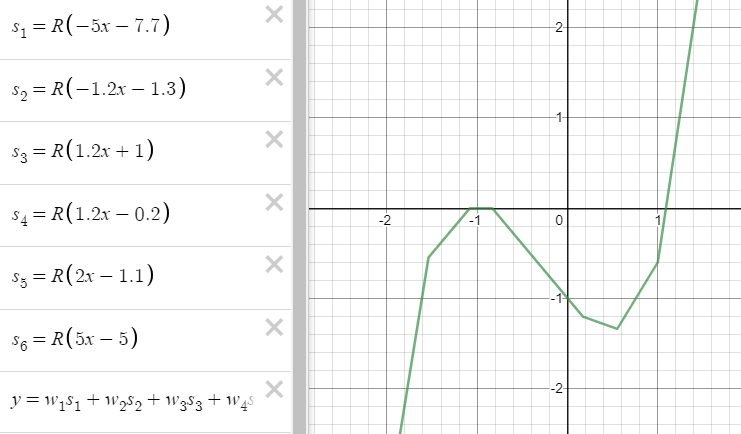 s₁ = R(−5x − 7.7)
s₂ = R(−1.2x − 1.3)
s₃ = R(1.2x + 1)
s₄ = R(1.2x − 0.2)
s₅ = R(2x − 1.1)
s₆ = R(5x − 5)
y = w₁s₁ + w₂s₂ + w₃s₃ + w₄s
2
1
-2 -1 0 1
-1
-2